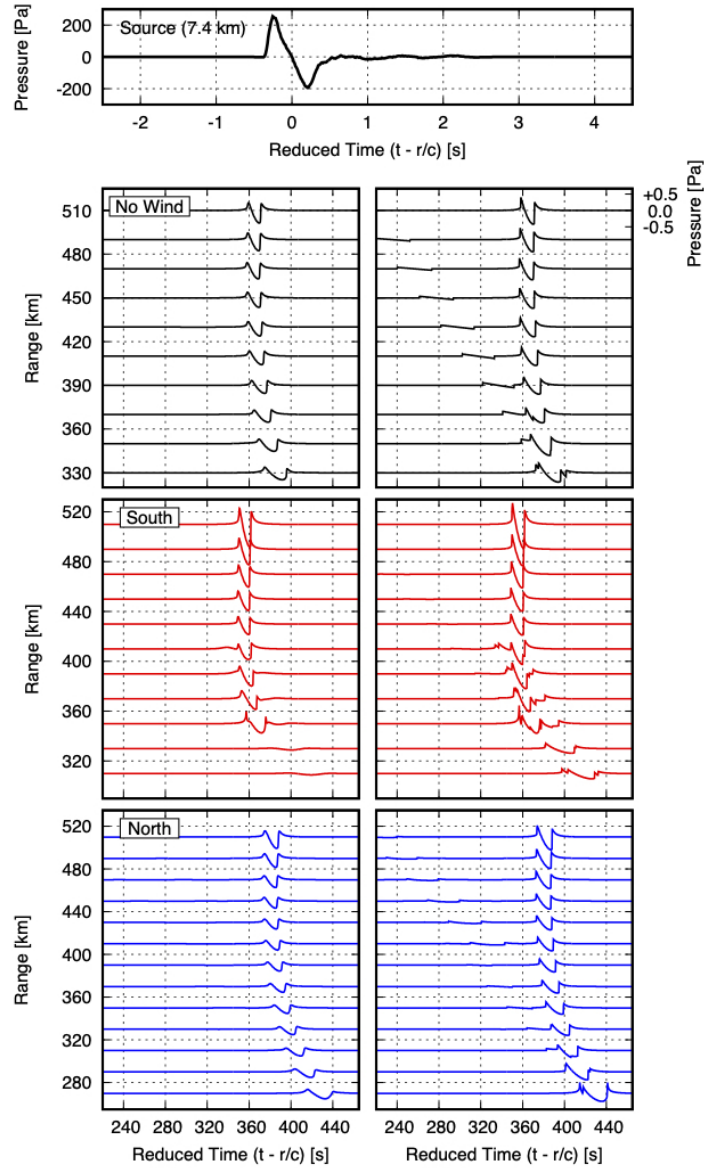 Pressure [Pa]
200
0
-200
Source (7.4 km)
-2 -1 0 1 2 3 4
Reduced Time (t - r/c) [s]
No Wind
Range [km]
510
480
450
420
390
360
330
+0.5
0.0
-0.5
Pressure [Pa]
South
Range [km]
520
480
440
400
360
310
North
Range [km]
520
480
440
400
360
310
280
240 280 320 360 400 440
240 280 320 360 400 440
Reduced Time (t - r/c) [s]
Reduced Time (t - r/c) [s]